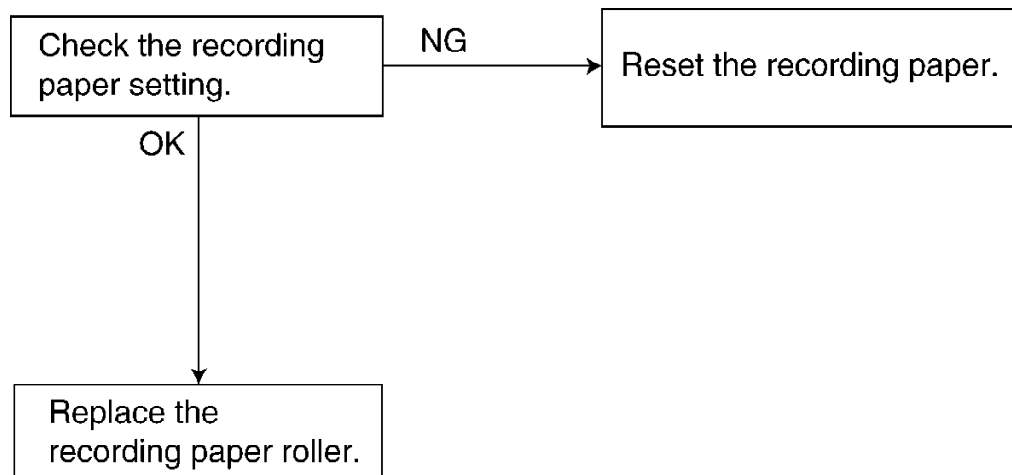 Check the recording
paper setting.
NG
Reset the recording paper.
OK
Replace the
recording paper roller.